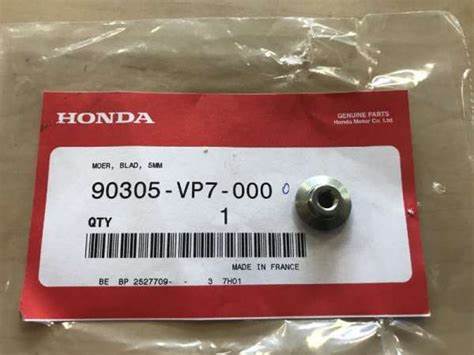 HONDA
GENUINE PARTS
Honda Motor Co., Ltd.
MOER, BLAD, 5MM
90305-VP7-000 0
QTY 1
MADE IN FRANCE
BE BP 2527709- - 3 7H01